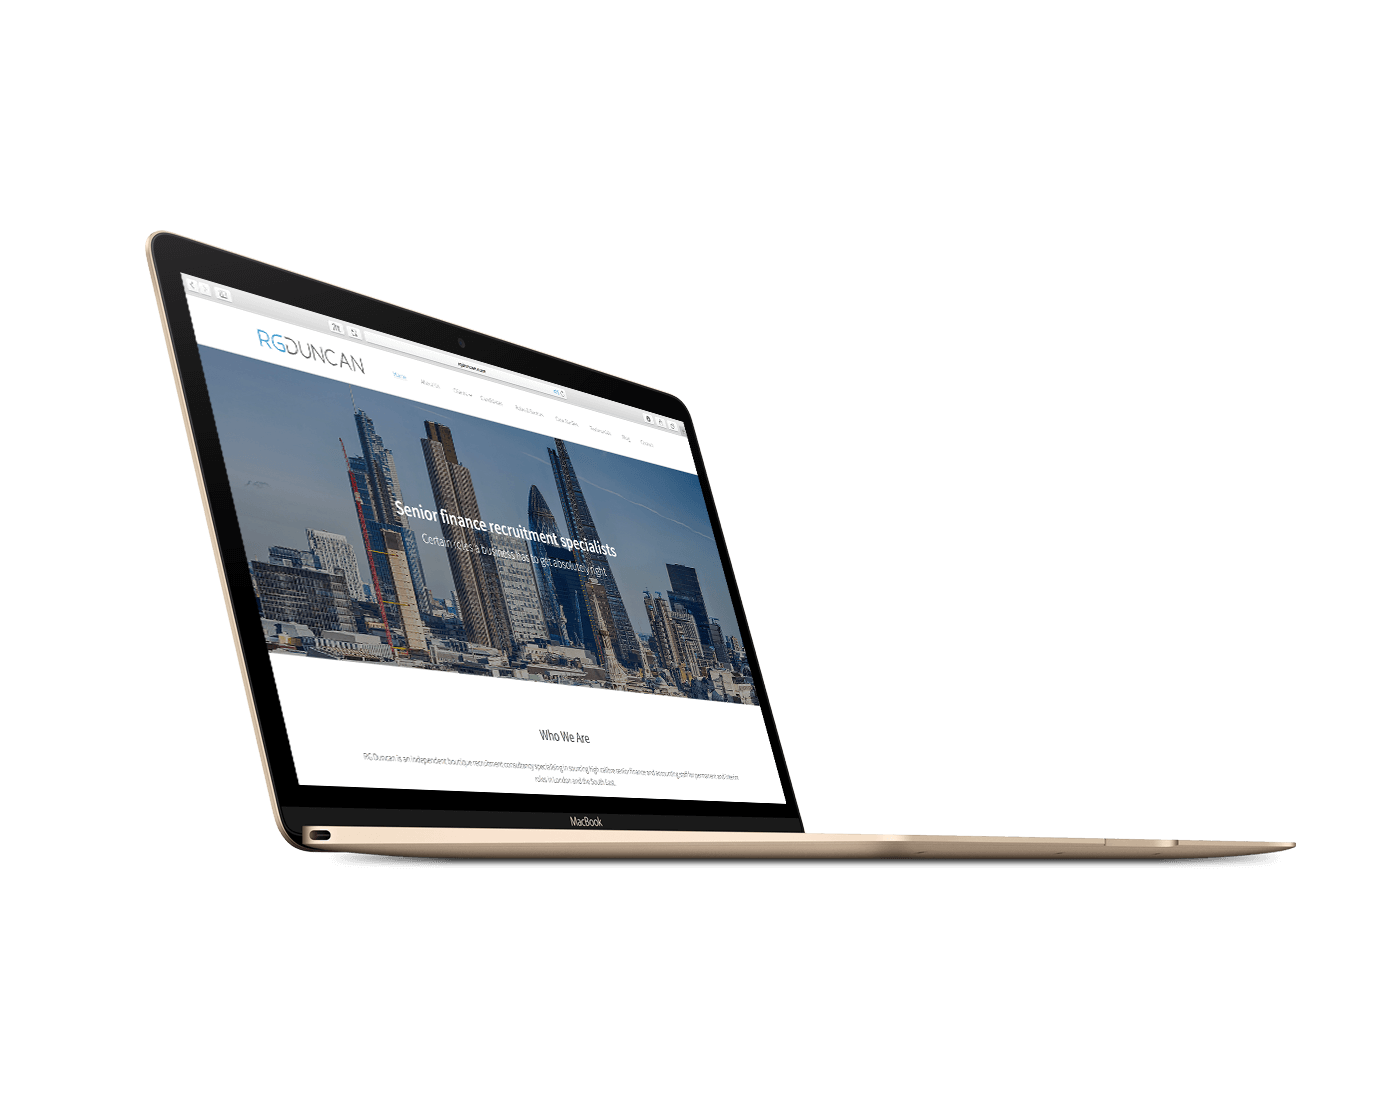 rgduncan.com
RGDUNCAN
Home About Us Clients Candidates Roles & Sectors Case Studies Testimonials Blog Contact
Senior finance recruitment specialists
Certain roles a business has to get absolutely right
Who We Are
RG Duncan is an independent boutique recruitment consultancy specialising in sourcing high calibre senior finance and accounting staff for permanent and interim
roles in London and the South East.
MacBook